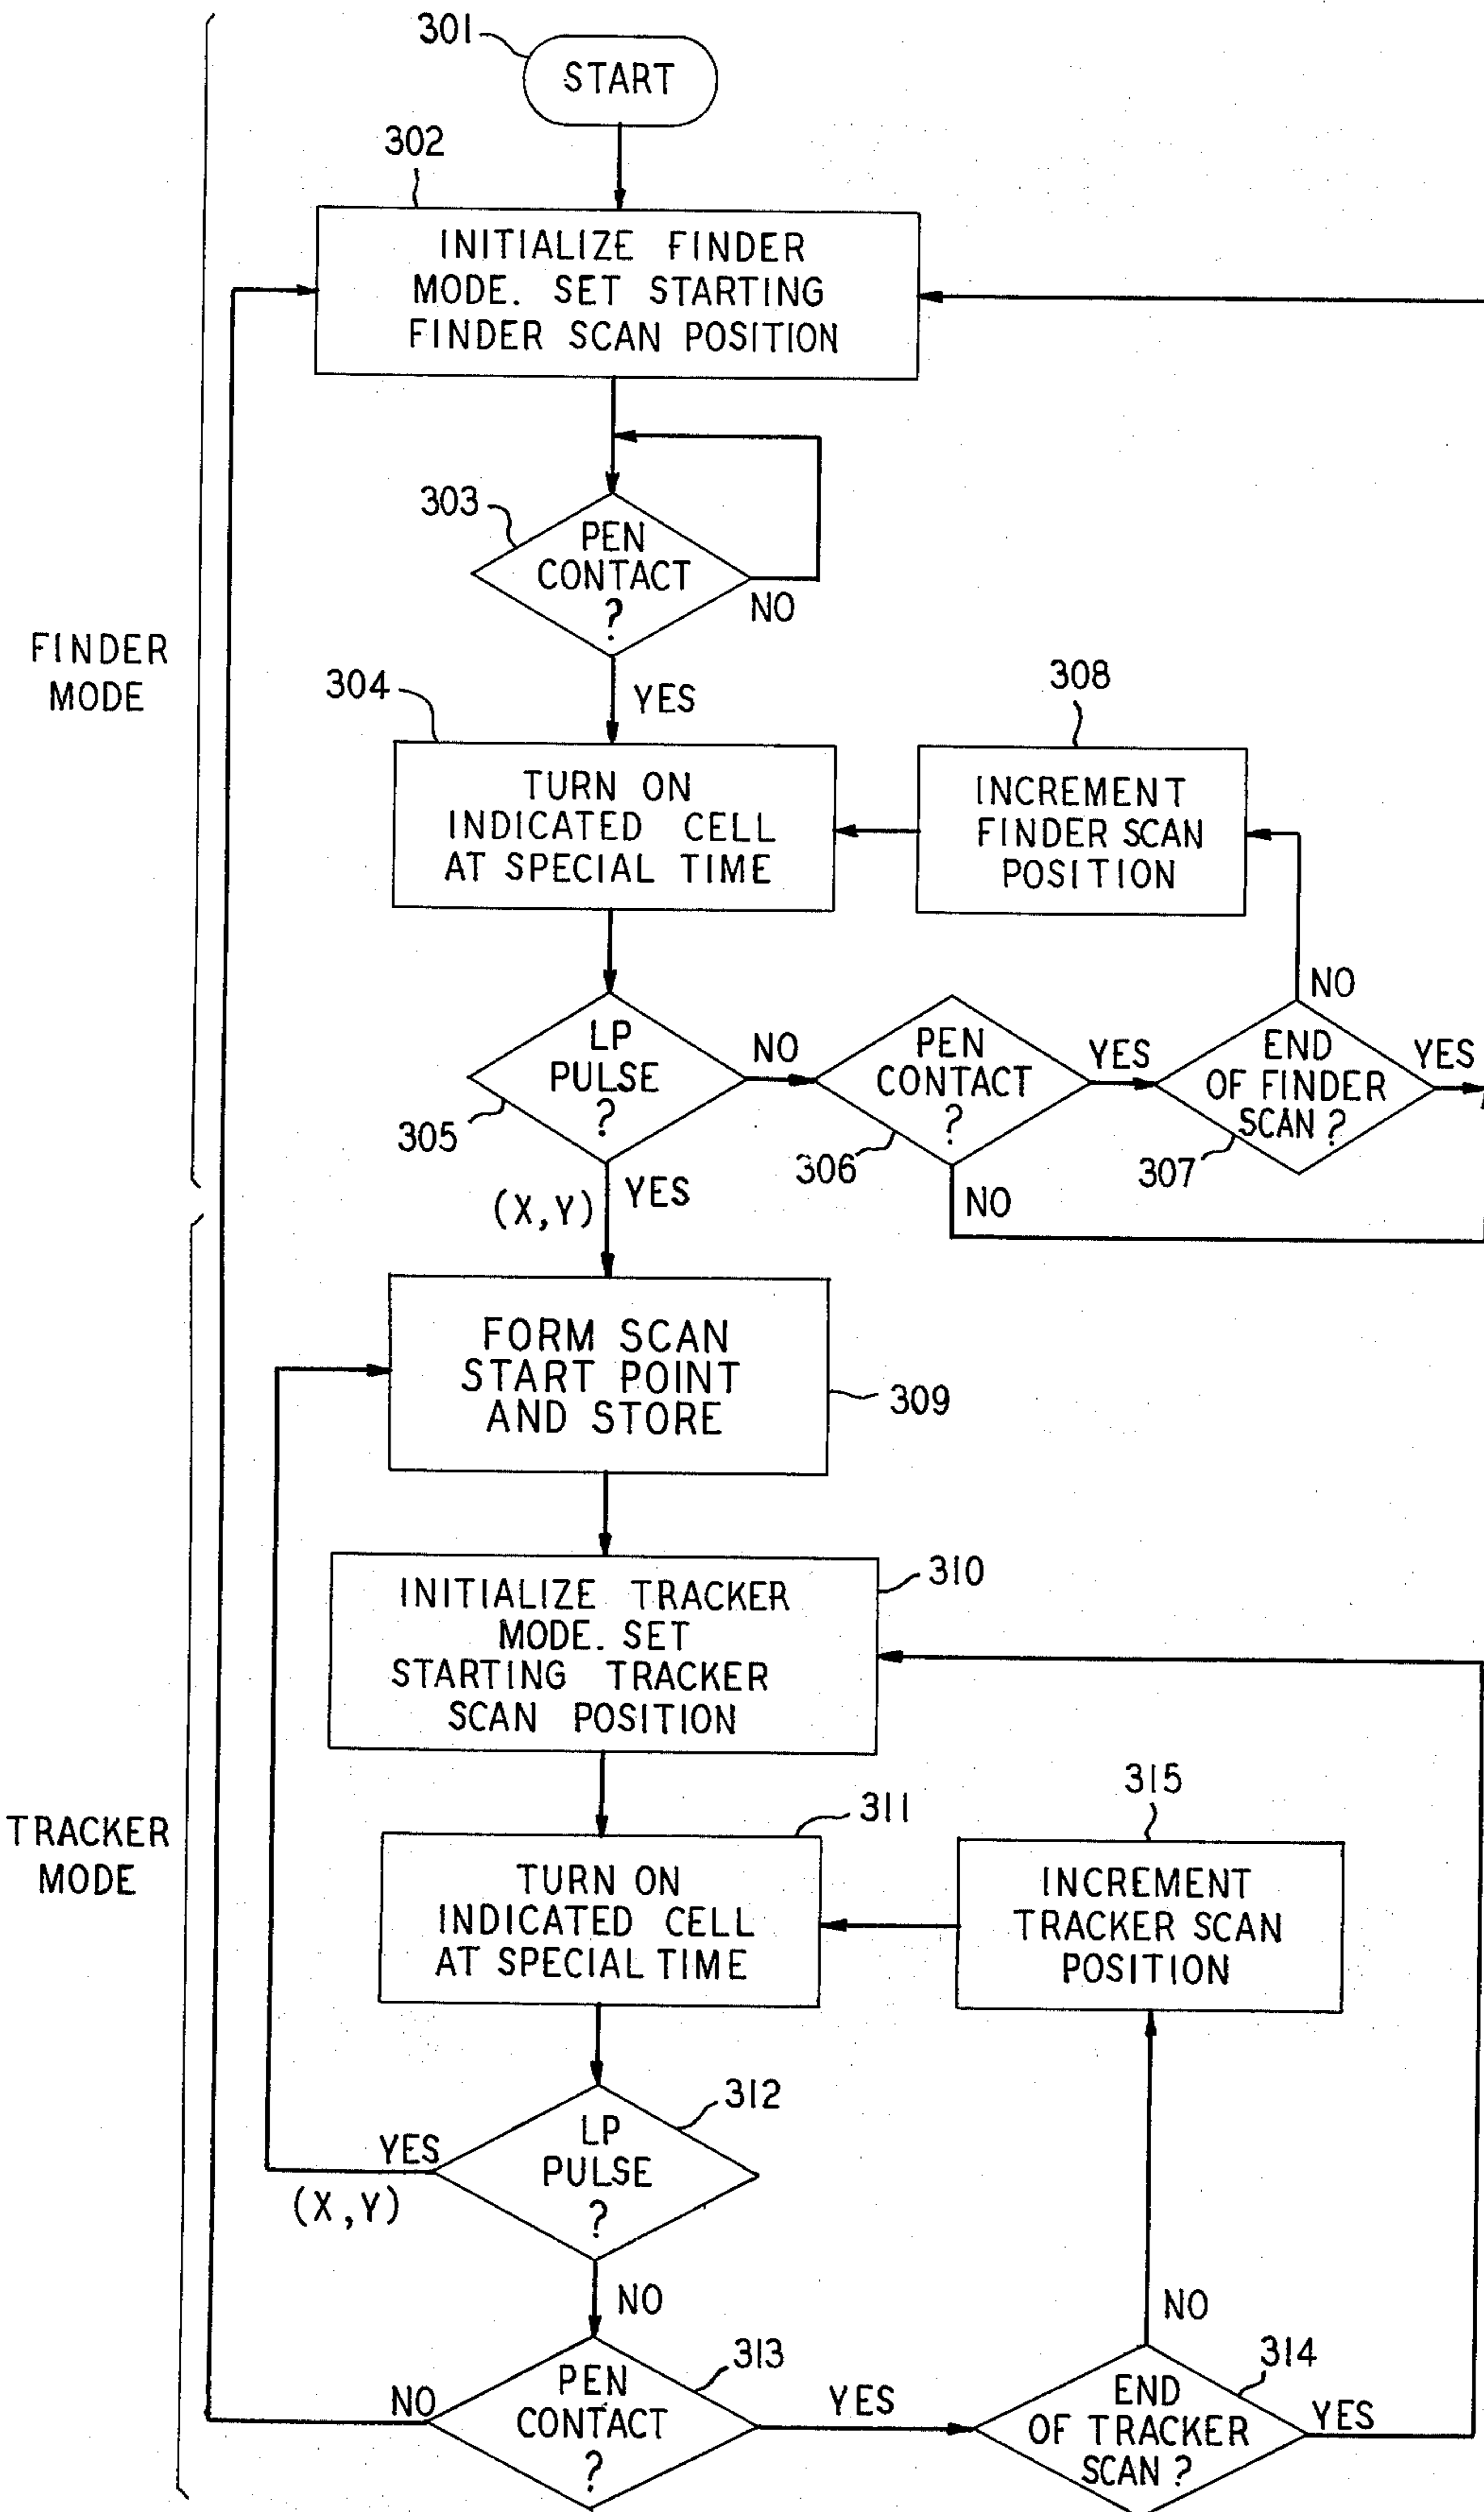 301
START
302
INITIALIZE FINDER
MODE. SET STARTING
FINDER SCAN POSITION
303
PEN
CONTACT
?
NO
YES
FINDER
MODE
304
TURN ON
INDICATED CELL
AT SPECIAL TIME
308
INCREMENT
FINDER SCAN
POSITION
NO
LP
PULSE
?
305
NO
PEN
CONTACT
?
306
YES
END
OF FINDER
SCAN ?
307
YES
NO
(X,Y)
YES
FORM SCAN
START POINT
AND STORE
309
INITIALIZE TRACKER
MODE. SET
STARTING TRACKER
SCAN POSITION
310
TRACKER
MODE
311
TURN ON
INDICATED CELL
AT SPECIAL TIME
315
INCREMENT
TRACKER SCAN
POSITION
312
LP
PULSE
?
YES
(X,Y)
NO
NO
313
PEN
CONTACT
?
NO
YES
314
END
OF TRACKER
SCAN ?
YES